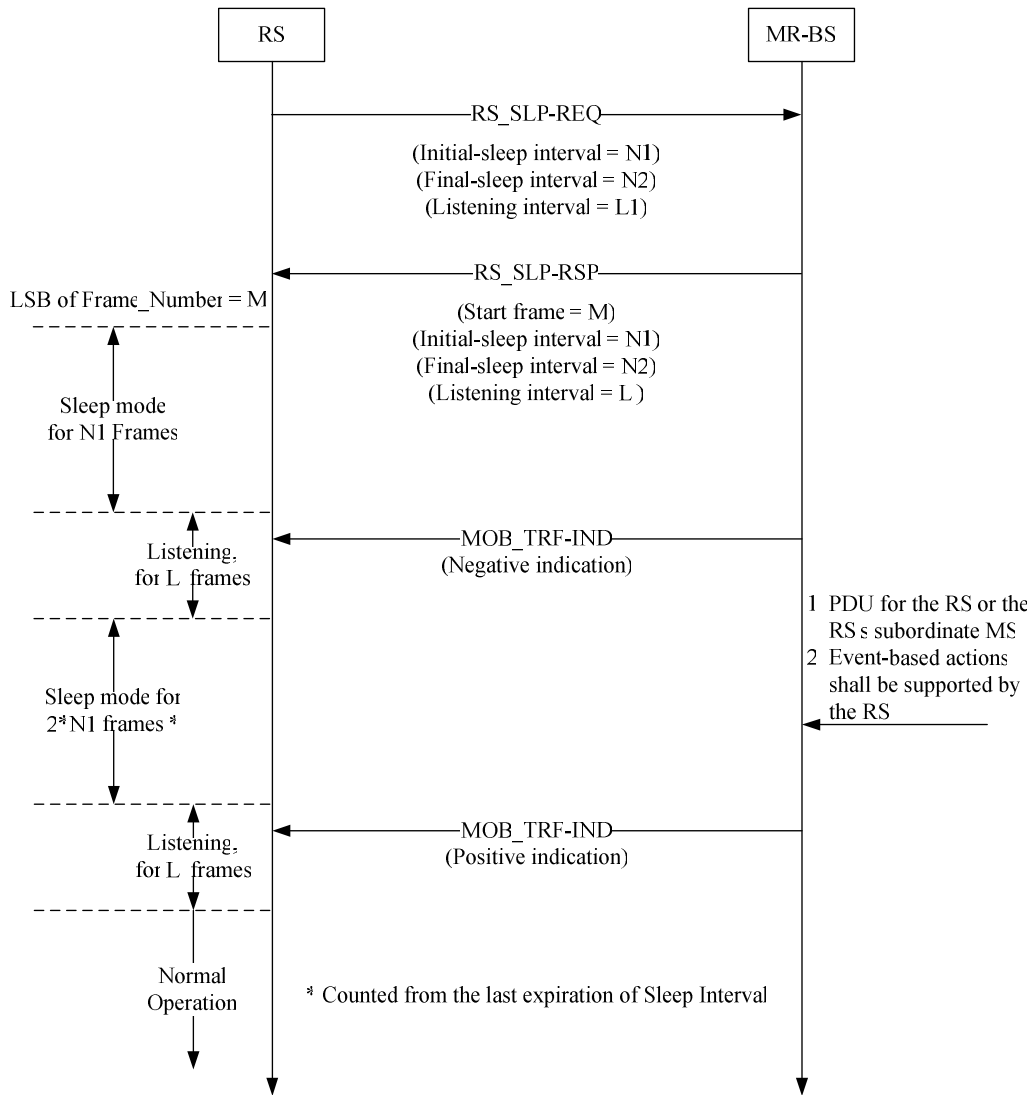 RS
MR-BS
RS_SLP-REQ
(Initial-sleep interval = N1)
(Final-sleep interval = N2)
(Listening interval = L1)
RS_SLP-RSP
LSB of Frame_Number = M
(Start frame = M)
(Initial-sleep interval = N1)
(Final-sleep interval = N2)
(Listening interval = L )
Sleep mode
for N1 Frames
MOB_TRF-IND
(Negative indication)
Listening,
for L frames
1 PDU for the RS or the
RS s subordinate MS
2 Event-based actions
shall be supported by
the RS
Sleep mode for
2*N1 frames *
MOB_TRF-IND
(Positive indication)
Listening,
for L frames
Normal
Operation
* Counted from the last expiration of Sleep Interval